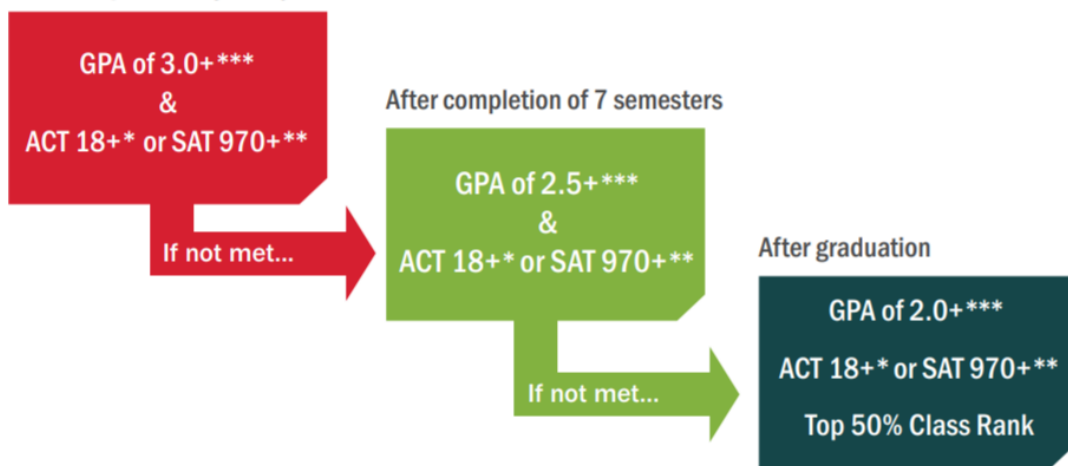 GPA of 3.0+***
&
ACT 18+* or SAT 970+**
If not met...
After completion of 7 semesters
GPA of 2.5+***
&
ACT 18+* or SAT 970+**
If not met...
After graduation
GPA of 2.0+***
ACT 18+* or SAT 970+**
Top 50% Class Rank